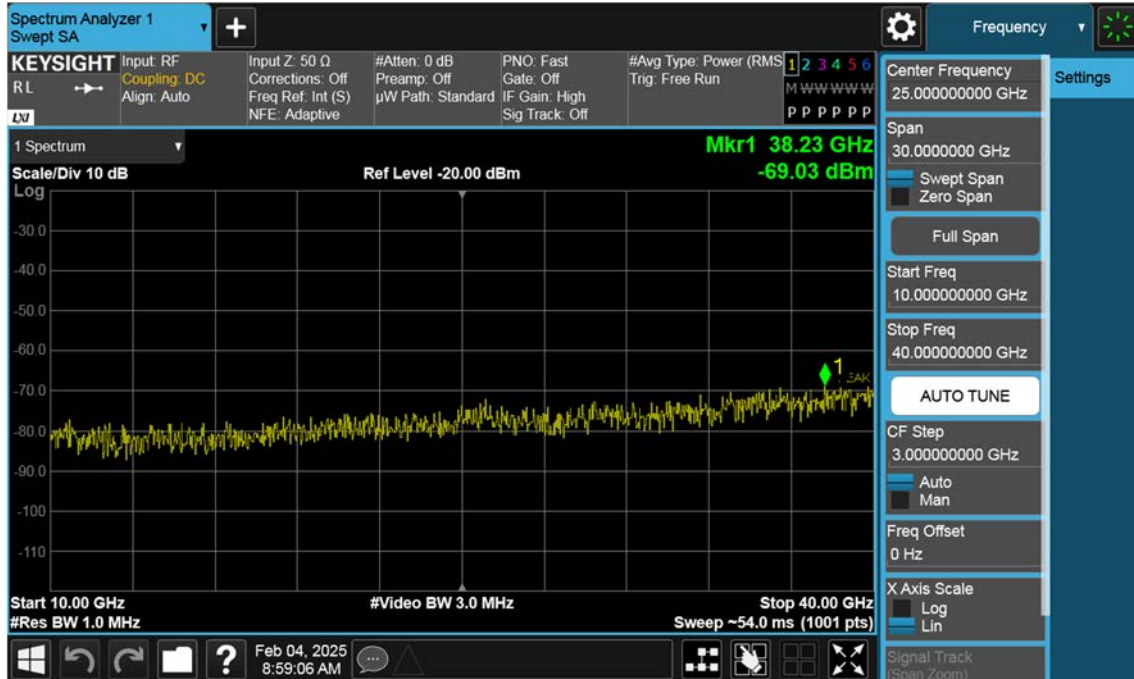 Spectrum Analyzer 1
Swept SA
+
Frequency
KEYSIGHT
R L
LXI
Input: RF
Coupling: DC
Align: Auto
Input Z: 50 Ω
Corrections: Off
Freq Ref: Int (S)
NFE: Adaptive
#Atten: 0 dB
Preamp: Off
µW Path: Standard
PNO: Fast
Gate: Off
IF Gain: High
Sig Track: Off
#Avg Type: Power (RMS
Trig: Free Run
1 2 3 4 5 6
M W W W W W
P P P P P P
1 Spectrum
Mkr1 38.23 GHz
-69.03 dBm
Scale/Div 10 dB
Ref Level -20.00 dBm
Log
-30.0
-40.0
-50.0
-60.0
-70.0
-80.0
-90.0
-100
-110
1
Start 10.00 GHz
#Video BW 3.0 MHz
Stop 40.00 GHz
#Res BW 1.0 MHz
Sweep ~54.0 ms (1001 pts)
?
Feb 04, 2025
8:59:06 AM
Center Frequency
25.000000000 GHz
Span
30.0000000 GHz
Swept Span
Zero Span
Full Span
Start Freq
10.000000000 GHz
Stop Freq
40.000000000 GHz
AUTO TUNE
CF Step
3.000000000 GHz
Auto
Man
Freq Offset
0 Hz
X Axis Scale
Log
Lin
Signal Track
(Span Zoom)
Settings